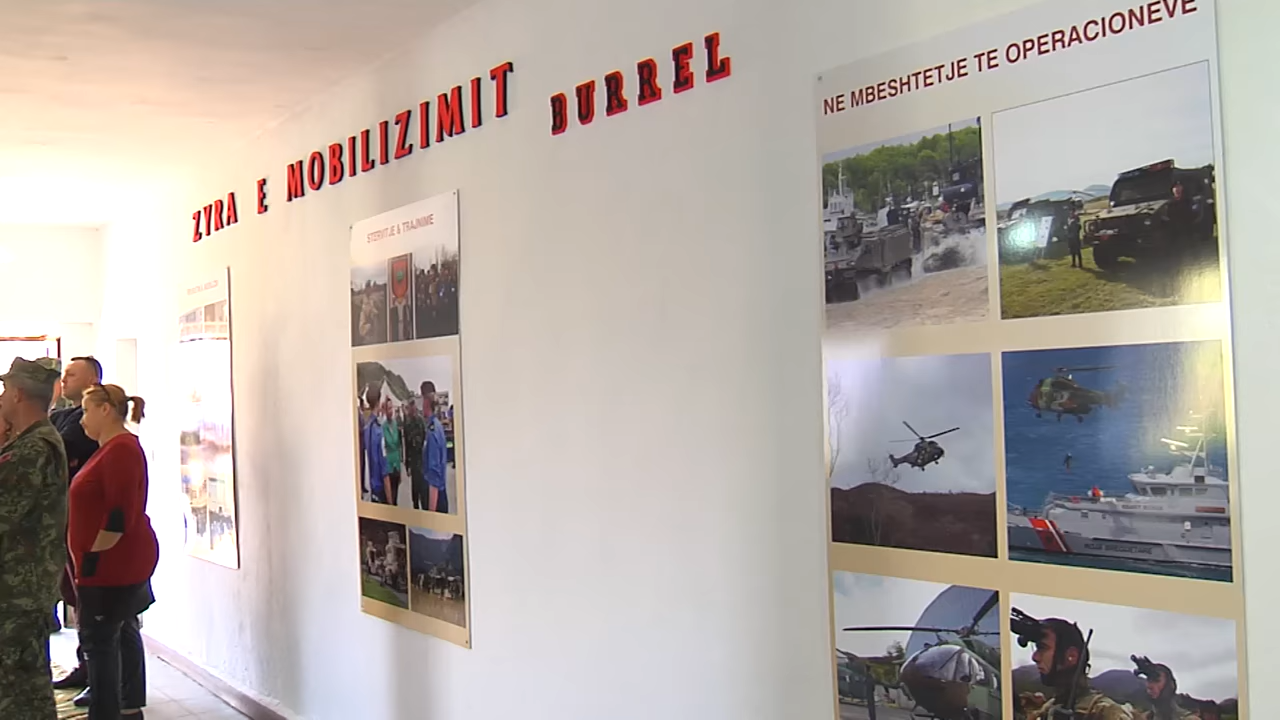 ZYRA E MOBILIZIMIT BURREL
NE MBESHTETJE TE OPERACIONEVE
STERVITJE & TRAJNIME